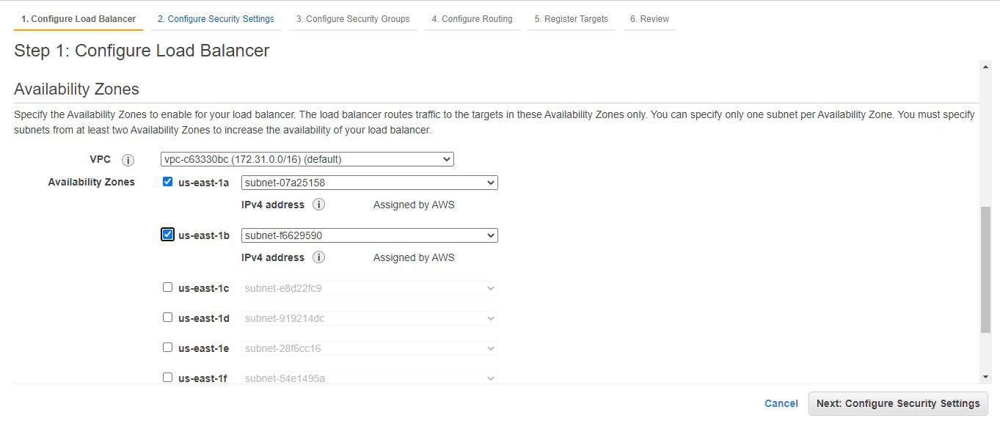 1. Configure Load Balancer 2. Configure Security Settings 3. Configure Security Groups 4. Configure Routing 5. Register Targets 6. Review
Step 1: Configure Load Balancer
Availability Zones
Specify the Availability Zones to enable for your load balancer. The load balancer routes traffic to the targets in these Availability Zones only. You can specify only one subnet per Availability Zone. You must specify
subnets from at least two Availability Zones to increase the availability of your load balancer.
VPC i vpc-c63330bc (172.31.0.0/16) (default)
Availability Zones us-east-1a subnet-07a25158
IPv4 address i Assigned by AWS
us-east-1b subnet-f6629590
IPv4 address i Assigned by AWS
us-east-1c subnet-e8d22fc9
us-east-1d subnet-919214dc
us-east-1e subnet-28f6cc16
us-east-1f subnet-54e1495a
Cancel Next: Configure Security Settings